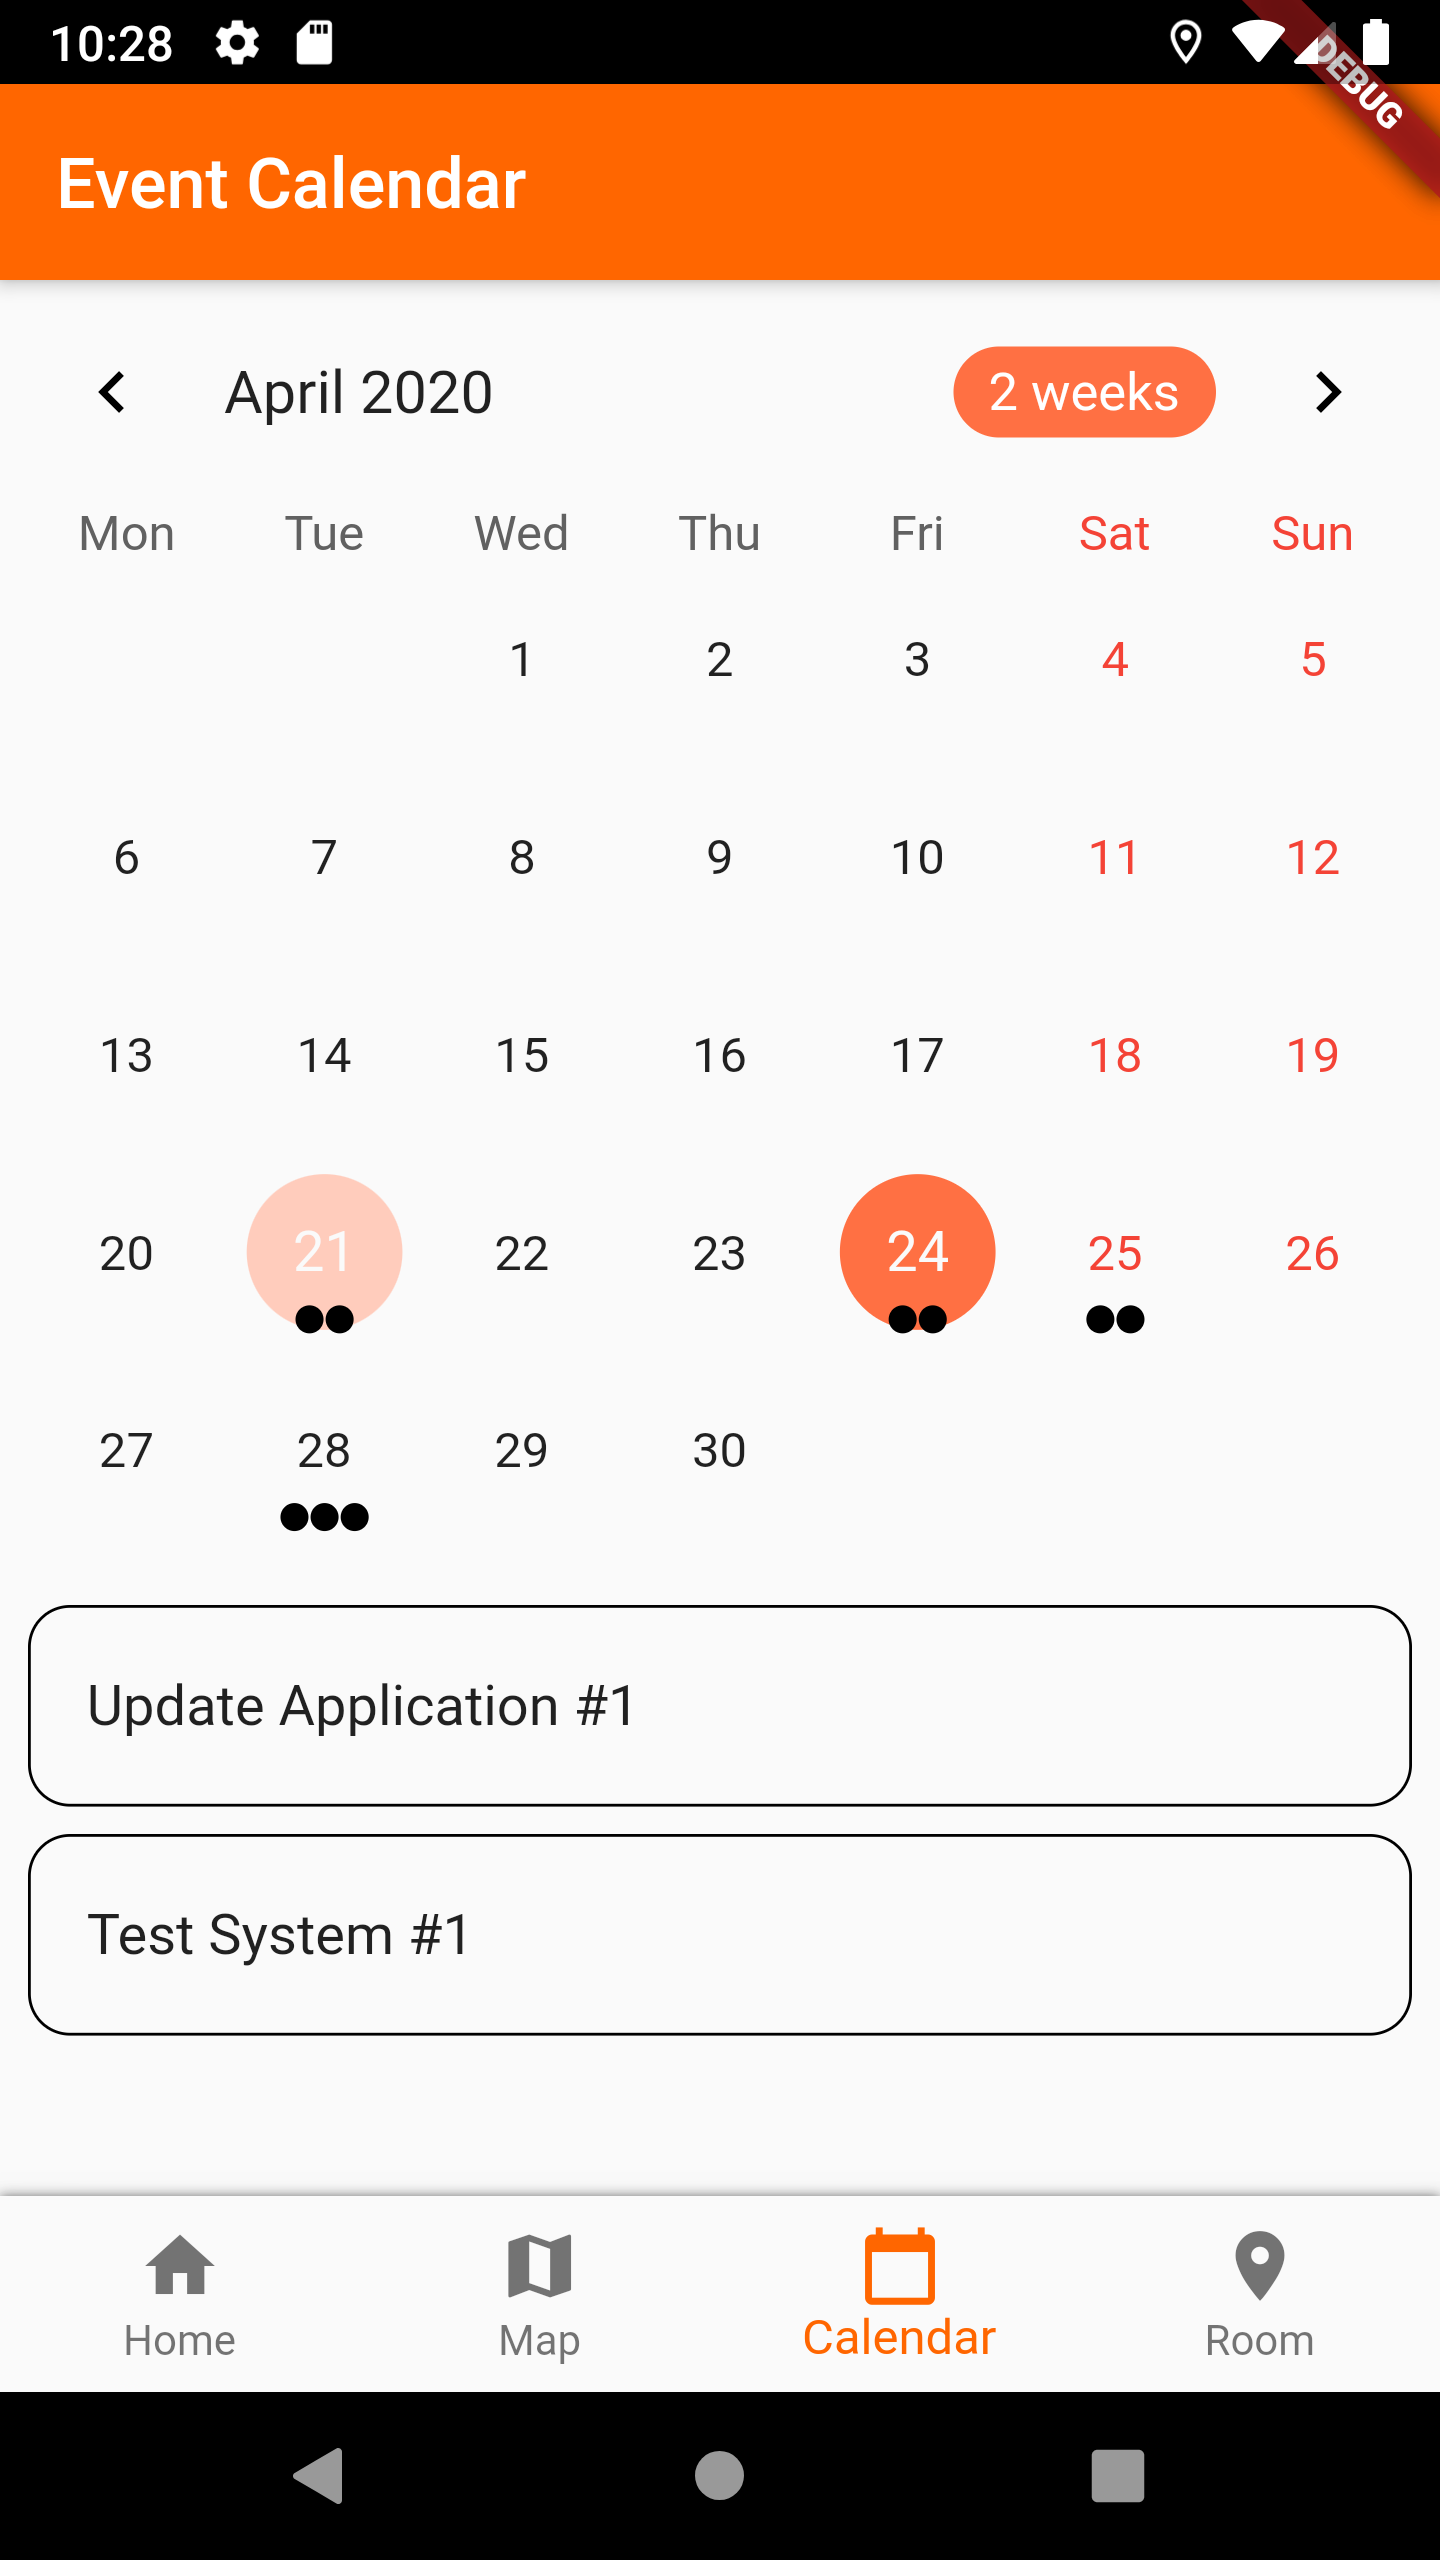 10:28
DEBUG
Event Calendar
April 2020 2 weeks
Mon Tue Wed Thu Fri Sat Sun
1 2 3 4 5
6 7 8 9 10 11 12
13 14 15 16 17 18 19
20 21 22 23 24 25 26
27 28 29 30
Update Application #1
Test System #1
Home Map Calendar Room